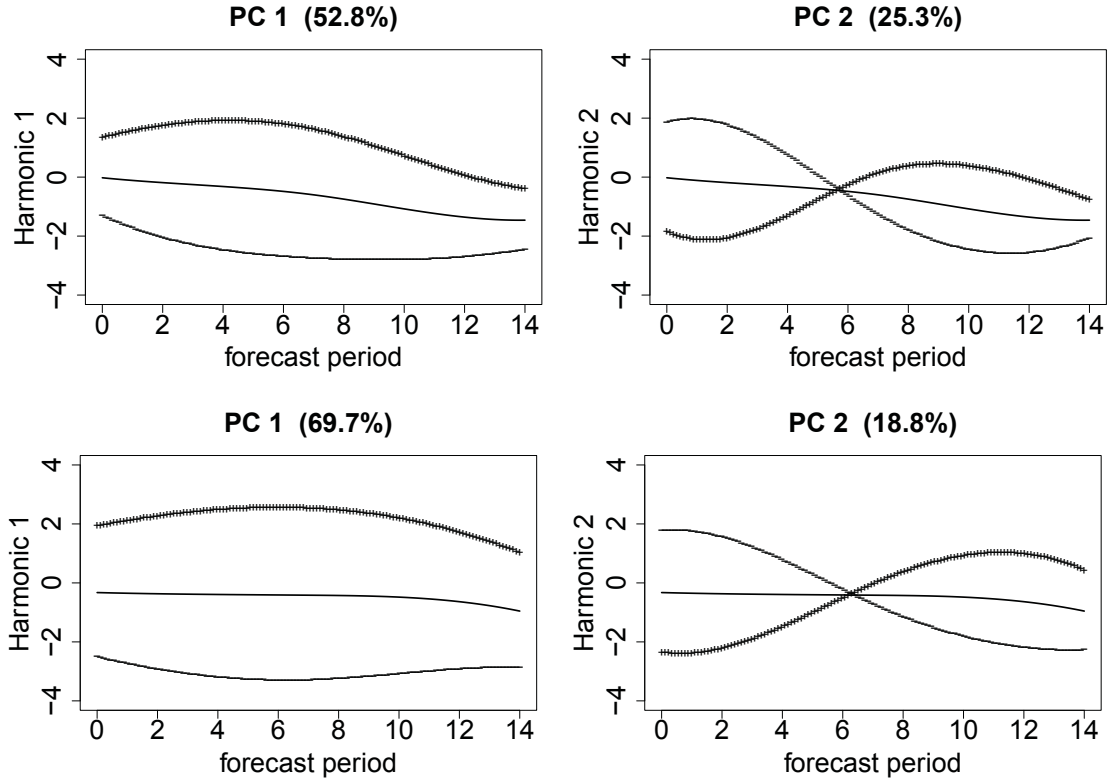 PC 1 (52.8%)
Harmonic 1
4
2
0
−2
−4
0 2 4 6 8 10 12 14
forecast period
PC 2 (25.3%)
Harmonic 2
4
2
0
−2
−4
0 2 4 6 8 10 12 14
forecast period
PC 1 (69.7%)
Harmonic 1
4
2
0
−2
−4
0 2 4 6 8 10 12 14
forecast period
PC 2 (18.8%)
Harmonic 2
4
2
0
−2
−4
0 2 4 6 8 10 12 14
forecast period